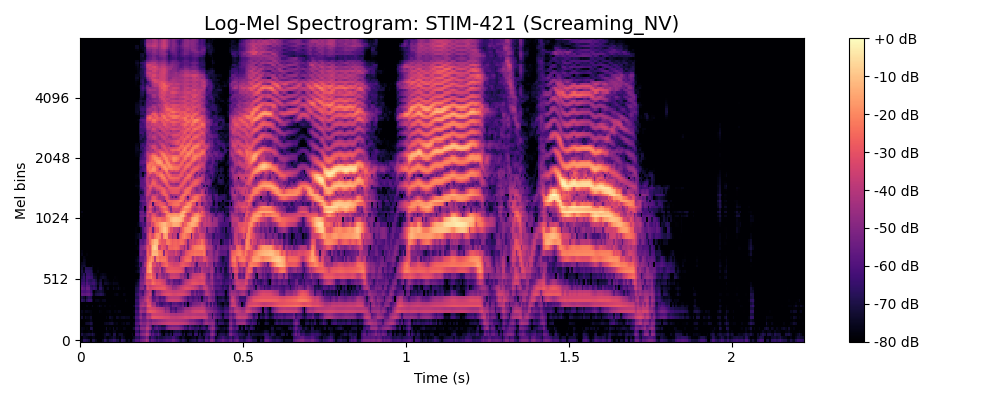 Log-Mel Spectrogram: STIM-421 (Screaming_NV)
+0 dB
-10 dB
-20 dB
-30 dB
-40 dB
-50 dB
-60 dB
-70 dB
-80 dB
Mel bins
4096
2048
1024
512
0
0
0.5
1
1.5
2
Time (s)